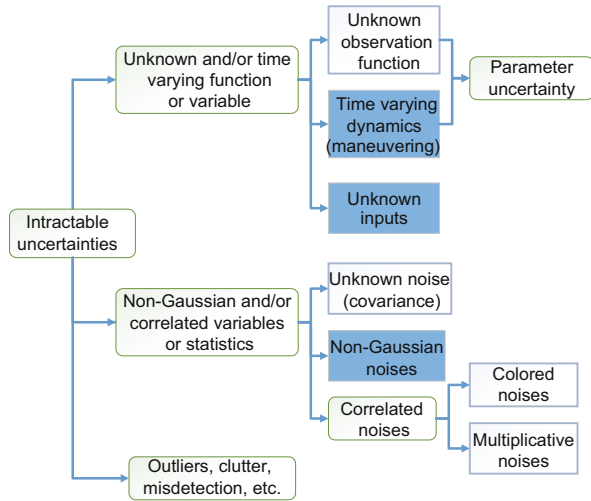 Intractable
uncertainties
Unknown and/or time
varying function
or variable
Unknown
observation
function
Time varying
dynamics
(maneuvering)
Unknown
inputs
Parameter
uncertainty
Non-Gaussian and/or
correlated variables
or statistics
Unknown noise
(covariance)
Non-Gaussian
noises
Correlated
noises
Colored
noises
Multiplicative
noises
Outliers, clutter,
misdetection, etc.